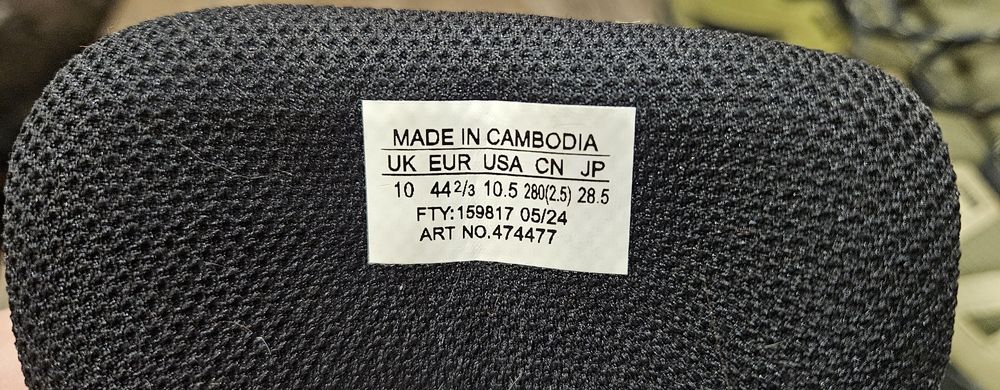 MADE IN CAMBODIA
UK EUR USA CN JP
10 44 2/3 10.5 280(2.5) 28.5
FTY:159817 05/24
ART NO.474477